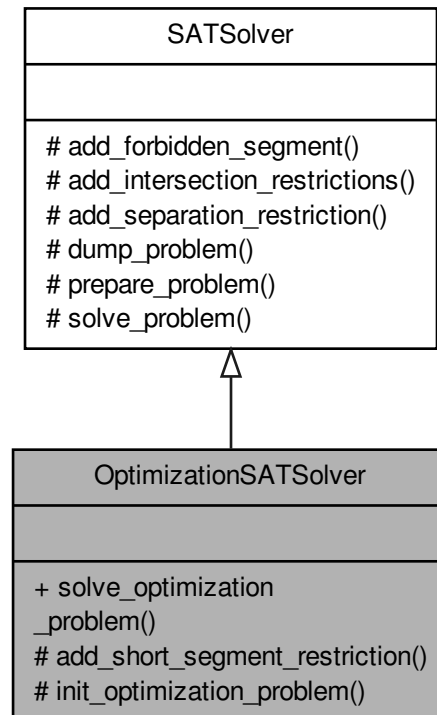 SATSolver
# add_forbidden_segment()
# add_intersection_restrictions()
# add_separation_restriction()
# dump_problem()
# prepare_problem()
# solve_problem()
OptimizationSATSolver
+ solve_optimization
_problem()
# add_short_segment_restriction()
# init_optimization_problem()